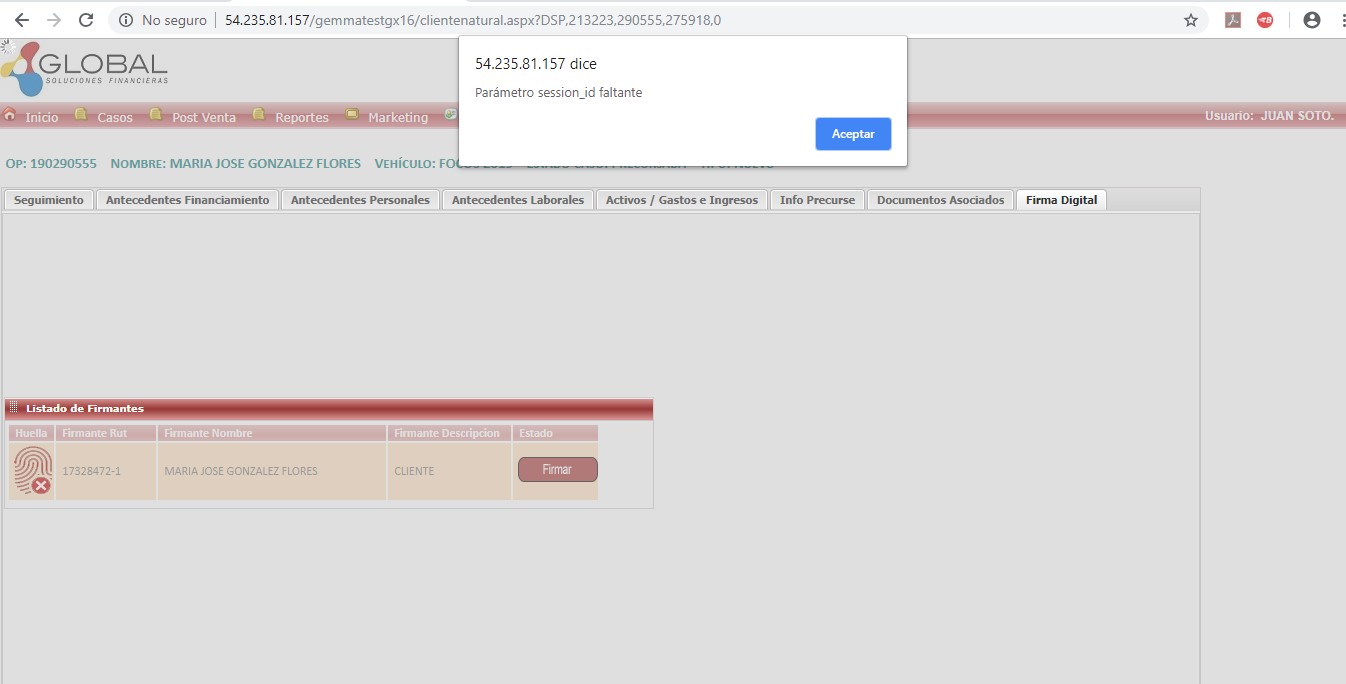 No seguro 54.235.81.157/gemmatestgx16/clientenatural.aspx?DSP,213223,290555,275918,0
54.235.81.157 dice
Parámetro session_id faltante
Aceptar
GLOBAL
SOLUCIONES FINANCIERAS
Inicio Casos Post Venta Reportes Marketing Usuario: JUAN SOTO.
OP: 190290555 NOMBRE: MARIA JOSE GONZALEZ FLORES VEHÍCULO:
Seguimiento Antecedentes Financiamiento Antecedentes Personales Antecedentes Laborales Activos / Gastos e Ingresos Info Precurse Documentos Asociados Firma Digital
Listado de Firmantes
Huella Firmante Rut Firmante Nombre Firmante Descripcion Estado
17328472-1 MARIA JOSE GONZALEZ FLORES CLIENTE Firmar